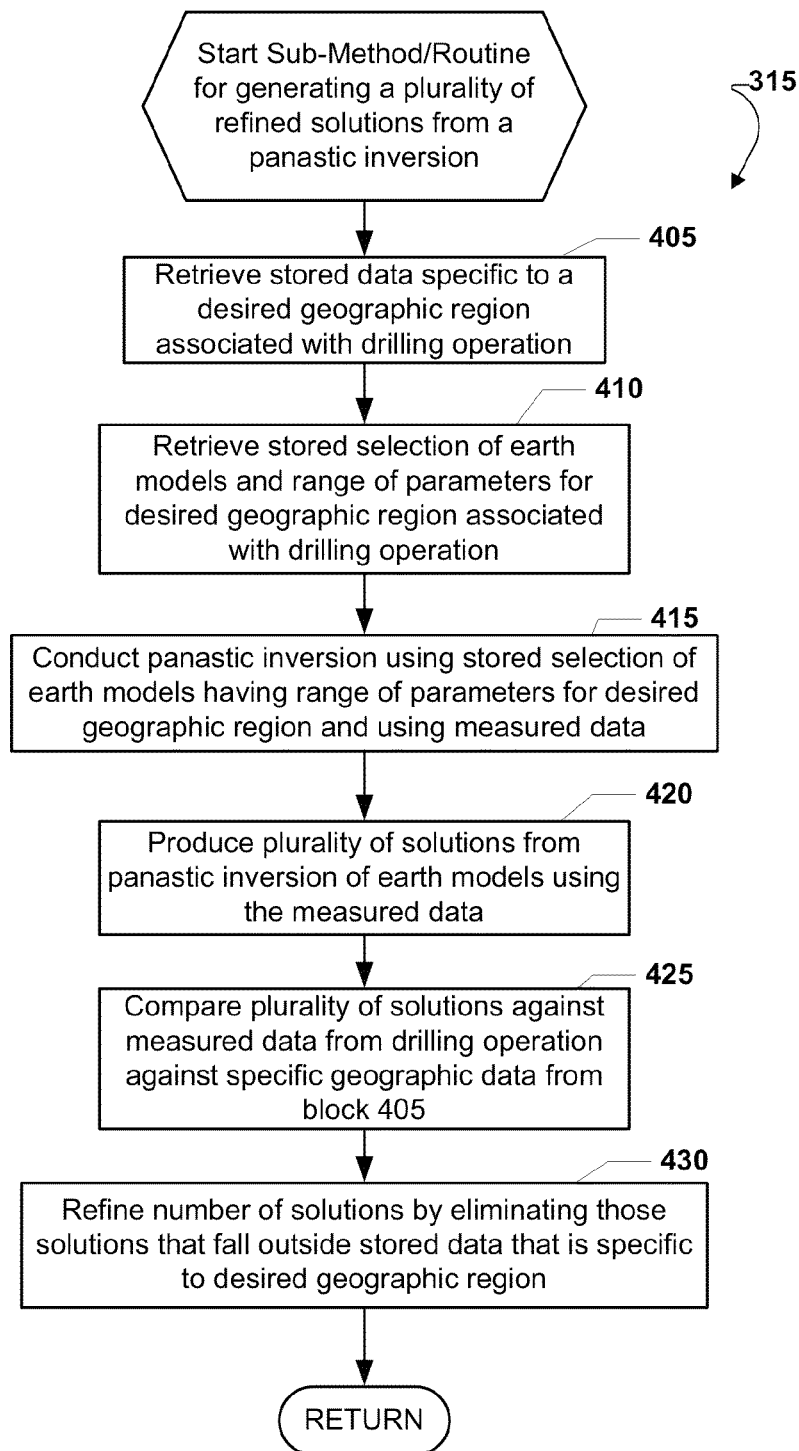 Start Sub-Method/Routine
for generating a plurality of
refined solutions from a
panastic inversion
315
405
Retrieve stored data specific to a
desired geographic region
associated with drilling operation
410
Retrieve stored selection of earth
models and range of parameters for
desired geographic region associated
with drilling operation
415
Conduct panastic inversion using stored selection of
earth models having range of parameters for desired
geographic region and using measured data
420
Produce plurality of solutions from
panastic inversion of earth models using
the measured data
425
Compare plurality of solutions against
measured data from drilling operation
against specific geographic data from
block 405
430
Refine number of solutions by eliminating those
solutions that fall outside stored data that is specific
to desired geographic region
RETURN